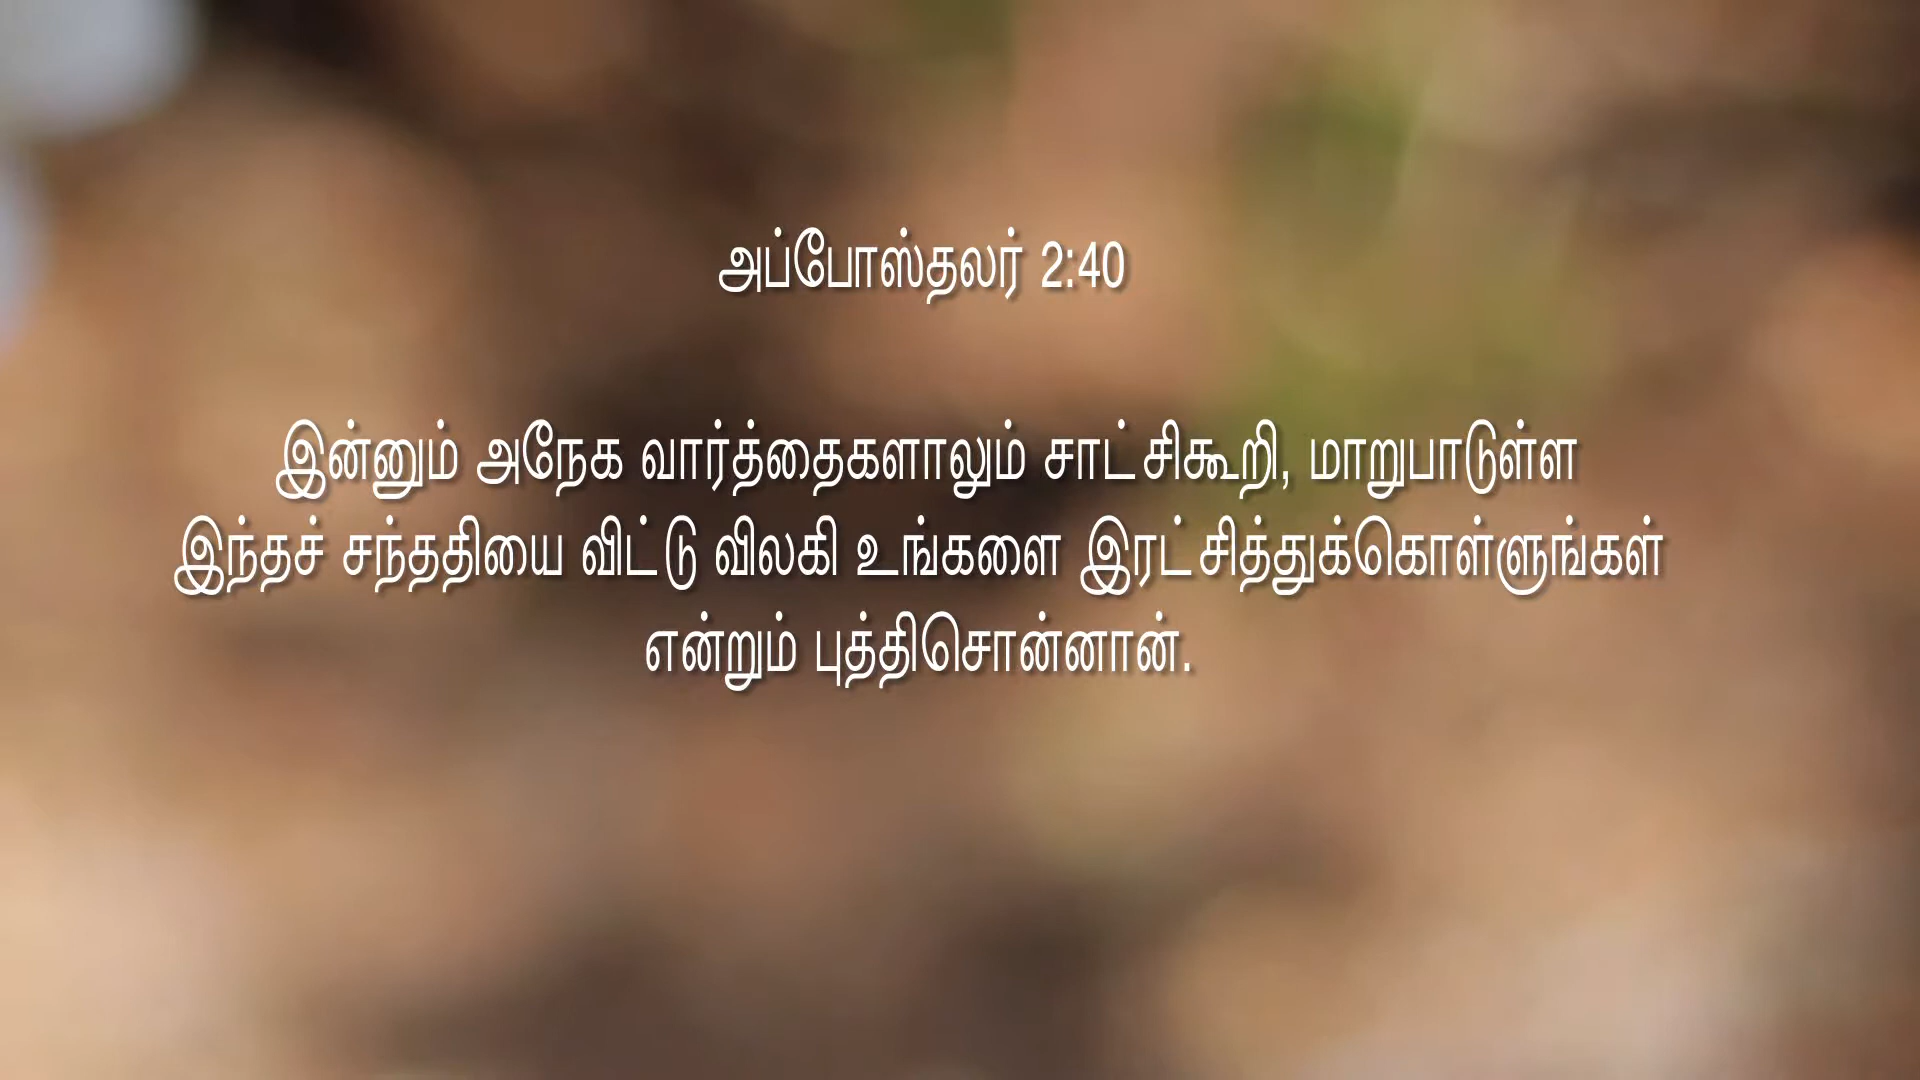 அப்போஸ்தலர் 2:40
இன்னும் அநேக வார்த்தைகளாலும் சாட்சிகூறி, மாறுபாடுள்ள
இந்தச் சந்ததியை விட்டு விலகி உங்களை இரட்சித்துக்கொள்ளுங்கள்
என்றும் புத்திசொன்னான்.